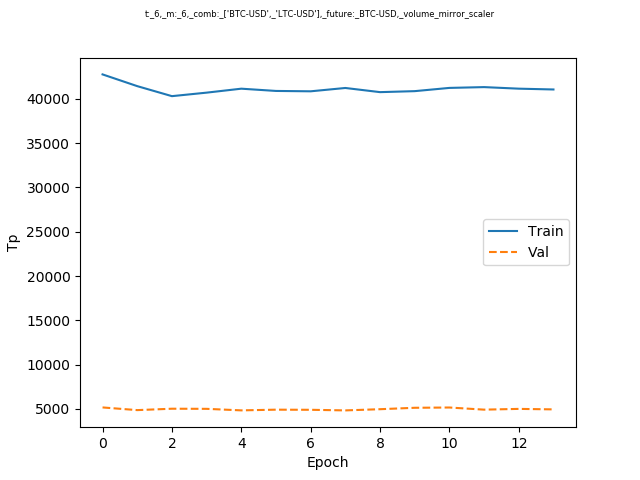 t:_6,_m:_6,_comb:_['BTC-USD',_'LTC-USD'],_future:_BTC-USD,_volume_mirror_scaler
40000
35000
30000
25000
20000
15000
10000
5000
Tp
Train
Val
0 2 4 6 8 10 12
Epoch